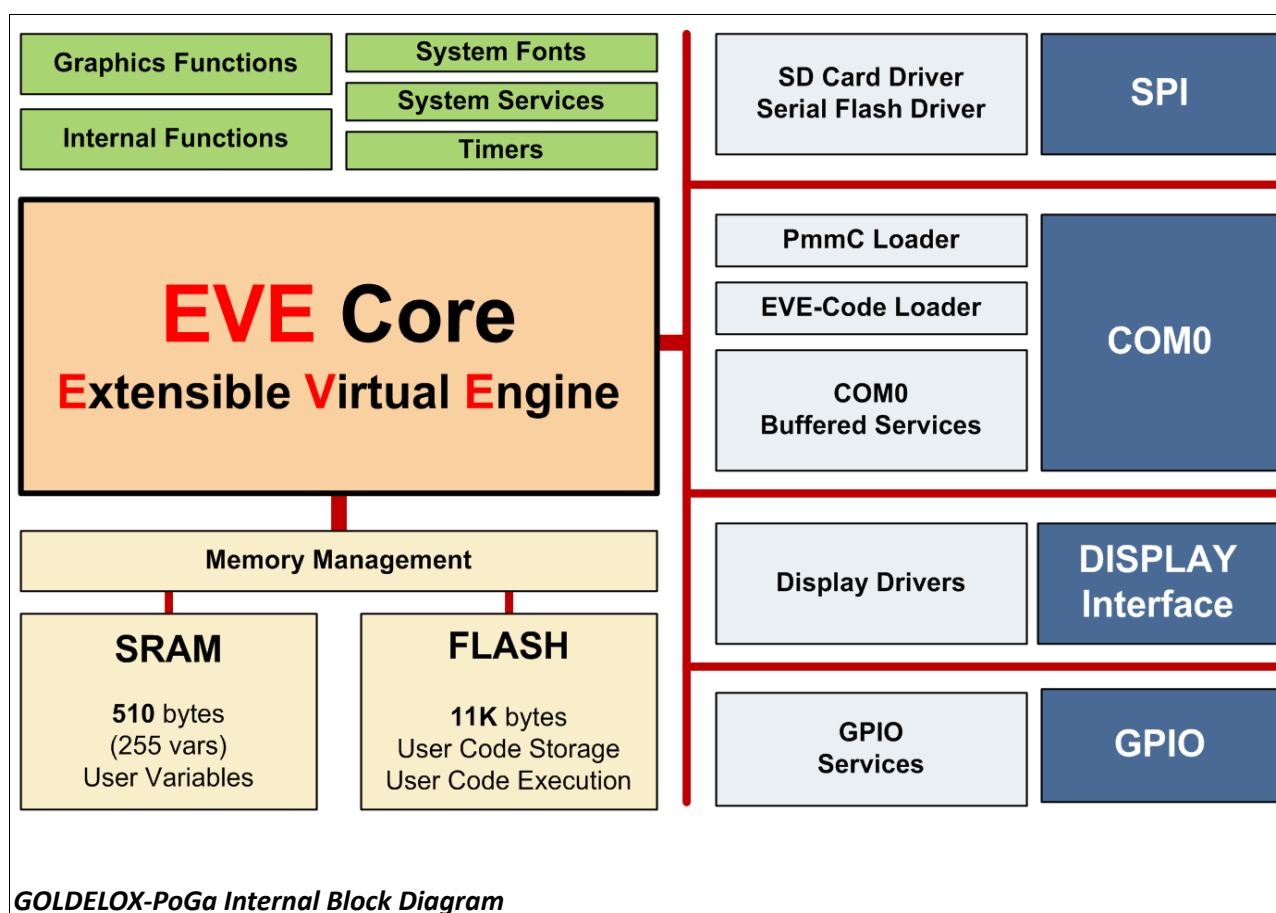 Graphics Functions
Internal Functions
System Fonts
System Services
Timers
EVE Core
Extensible Virtual Engine
Memory Management
SRAM
510 bytes
(255 vars)
User Variables
FLASH
11K bytes
User Code Storage
User Code Execution
SD Card Driver
Serial Flash Driver
SPI
PmmC Loader
EVE-Code Loader
COM0
Buffered Services
COM0
Display Drivers
DISPLAY
Interface
GPIO
Services
GPIO
GOLDELOX-PoGa Internal Block Diagram